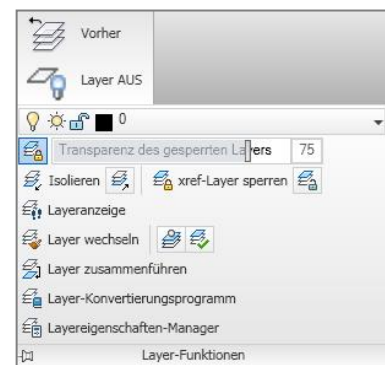 Vorher
Layer AUS
0
Transparenz des gesperrten Layers 75
Isolieren xref-Layer sperren
Layeranzeige
Layer wechseln
Layer zusammenführen
Layer-Konvertierungsprogramm
Layereigenschaften-Manager
Layer-Funktionen